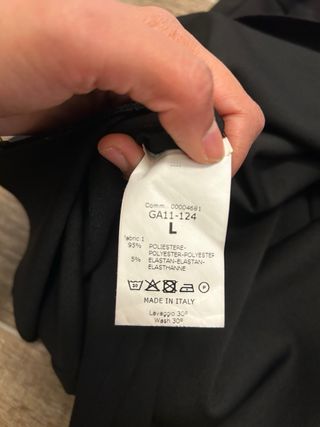 Comm. 00004681
GA11-124
L
fabric 1
95% POLIESTERE-
POLYESTER-POLYESTER
5% ELASTAN-ELASTAN-
ELASTHANNE
30 P
MADE IN ITALY
Lavaggio 30°
Wash 30°